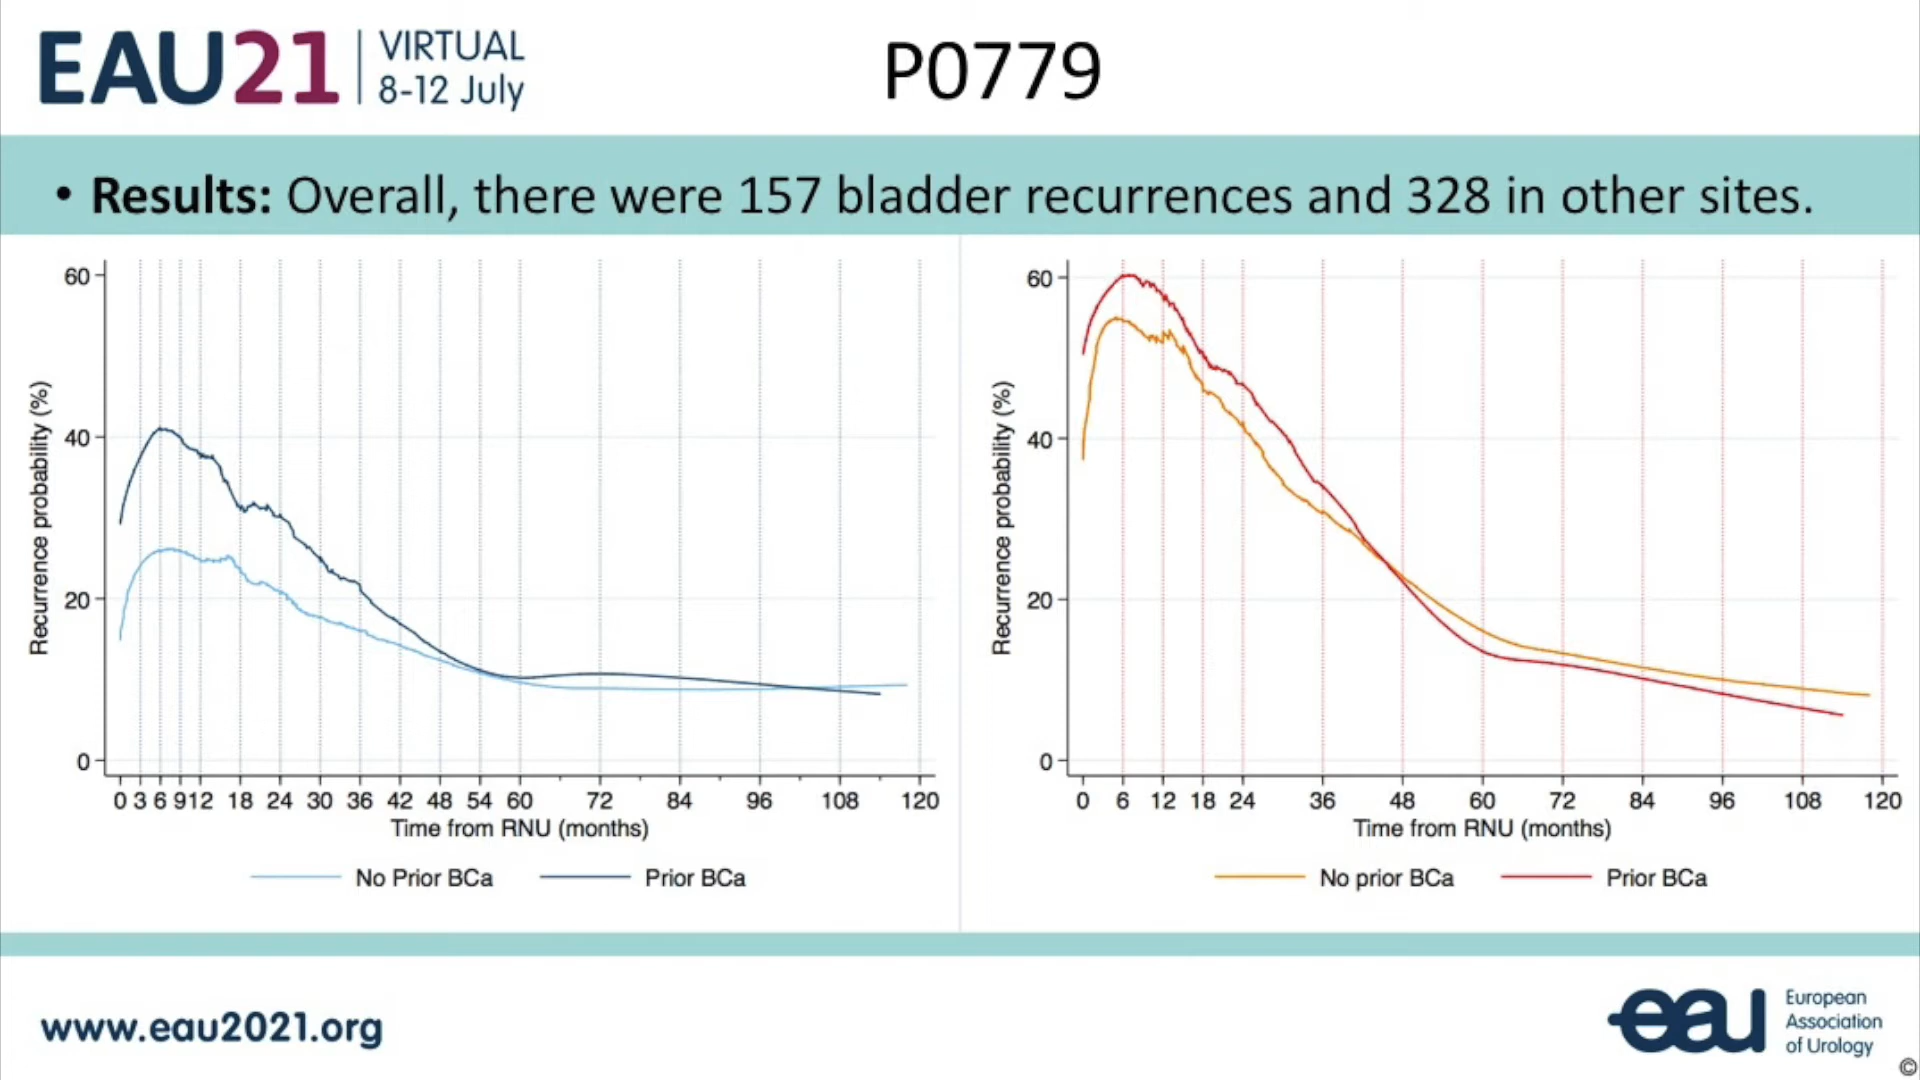 EAU21 VIRTUAL
8-12 July
P0779
• Results: Overall, there were 157 bladder recurrences and 328 in other sites.
Recurrence probability (%)
60
40
20
0
0 3 6 9 12 18 24 30 36 42 48 54 60 72 84 96 108 120
Time from RNU (months)
No Prior BCa Prior BCa
Recurrence probability (%)
60
40
20
0
0 6 12 18 24 36 48 60 72 84 96 108 120
Time from RNU (months)
No prior BCa Prior BCa
www.eau2021.org
eau
European
Association
of Urology
©